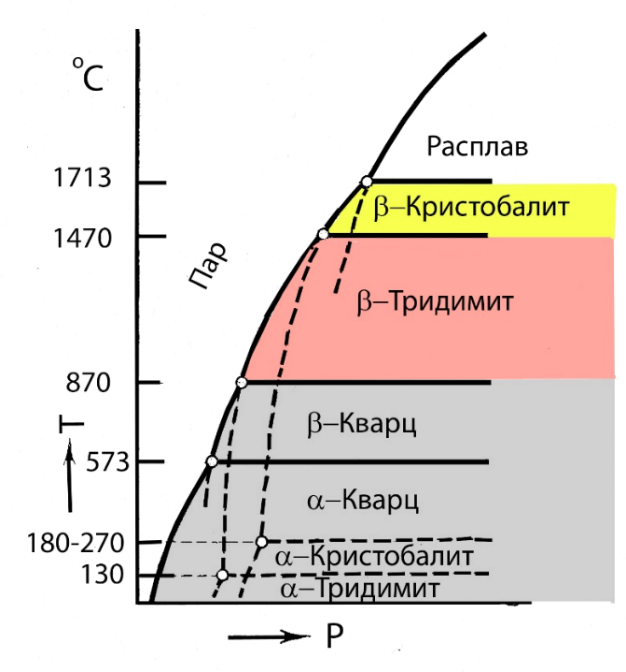 °C
Расплав
1713
β–Кристобалит
1470
Пар
β–Тридимит
870
β–Кварц
T
573
α–Кварц
180-270
α–Кристобалит
130
α–Тридимит
P